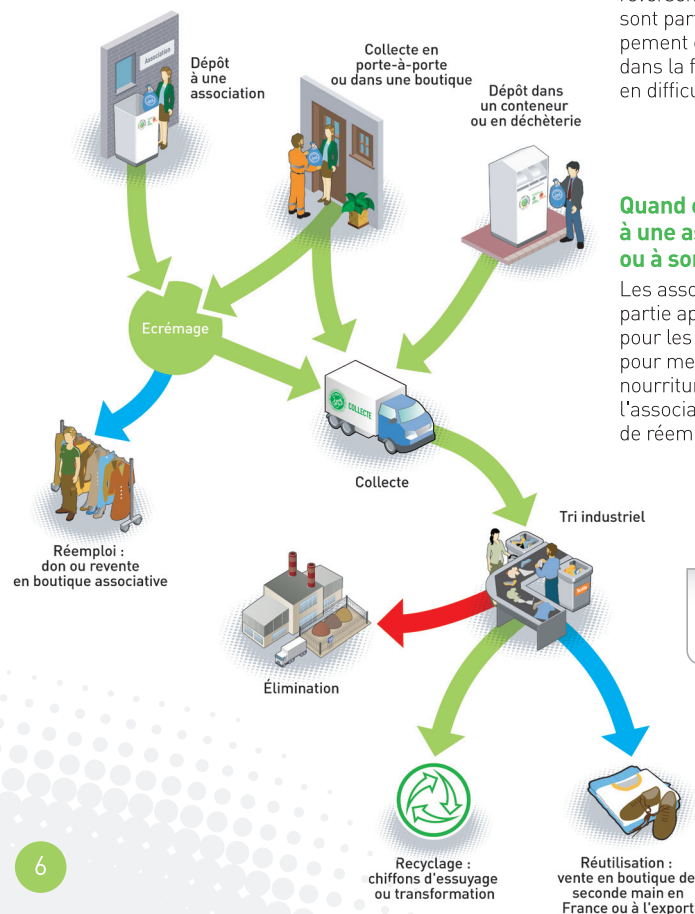 Association
Dépôt
à une
association
Collecte en
porte-à-porte
ou dans une boutique
Dépôt dans
un conteneur
ou en déchèterie
Ecrémage
COLLECTE
Collecte
Réemploi :
don ou revente
en boutique associative
Tri industriel
Élimination
Recyclage :
chiffons d'essuyage
ou transformation
Réutilisation :
vente en boutique de
seconde main en
France ou à l'export
sont par
pement
dans la f
en difficu
Quand
à une as
ou à son
Les asso
partie ap
pour les
pour me
nourritur
l'associa
de réem
6